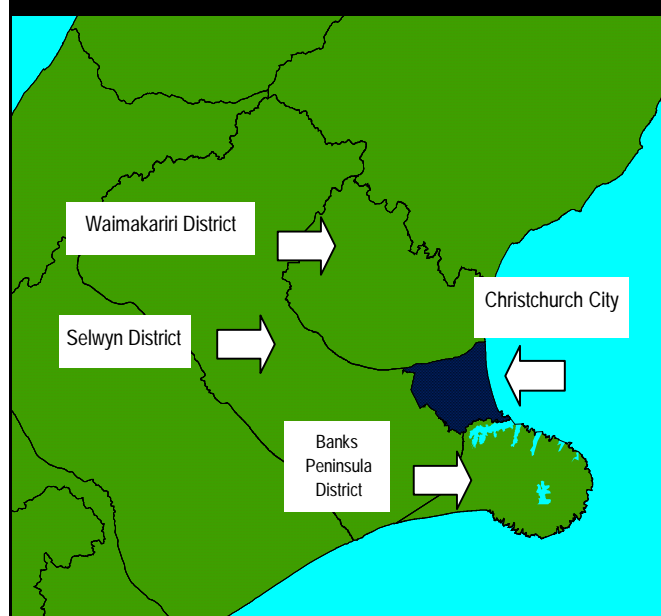 Waimakariri District
Christchurch City
Selwyn District
Banks
Peninsula
District